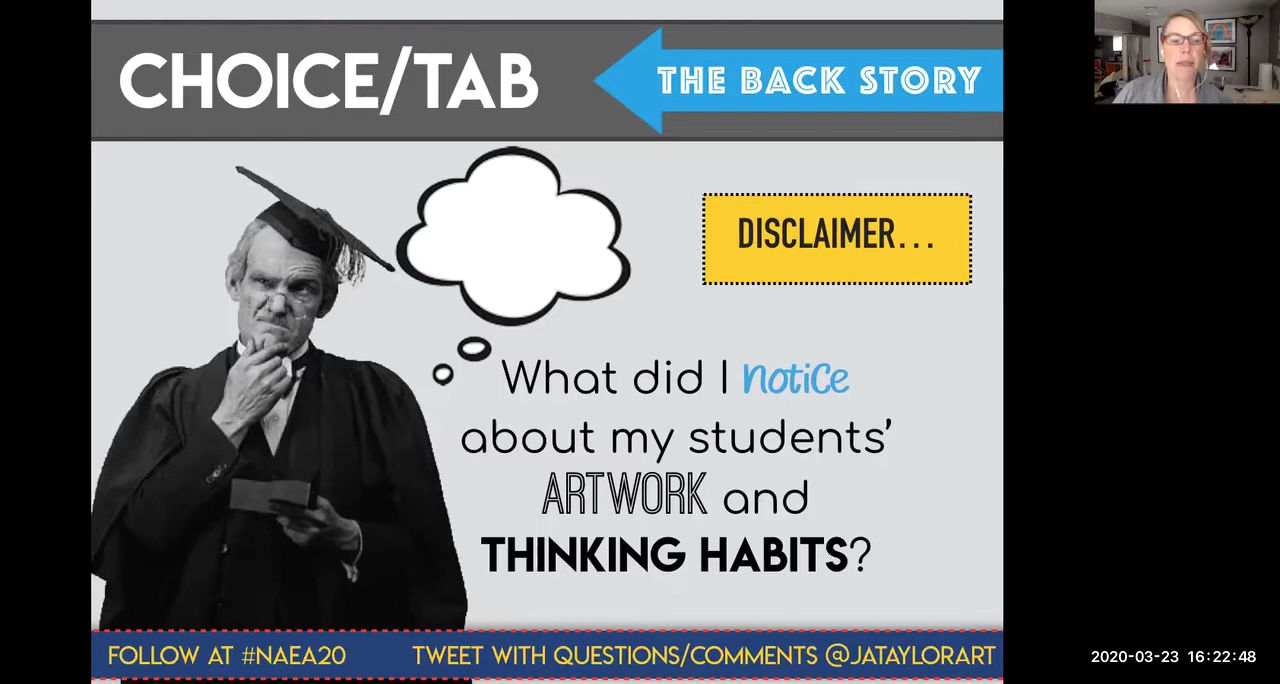 CHOICE/TAB
THE BACK STORY
DISCLAIMER...
What did I notice
about my students'
ARTWORK and
THINKING HABITS?
FOLLOW AT #NAEA20
TWEET WITH QUESTIONS/COMMENTS @JATAYLORART
2020-03-23 16:22:48